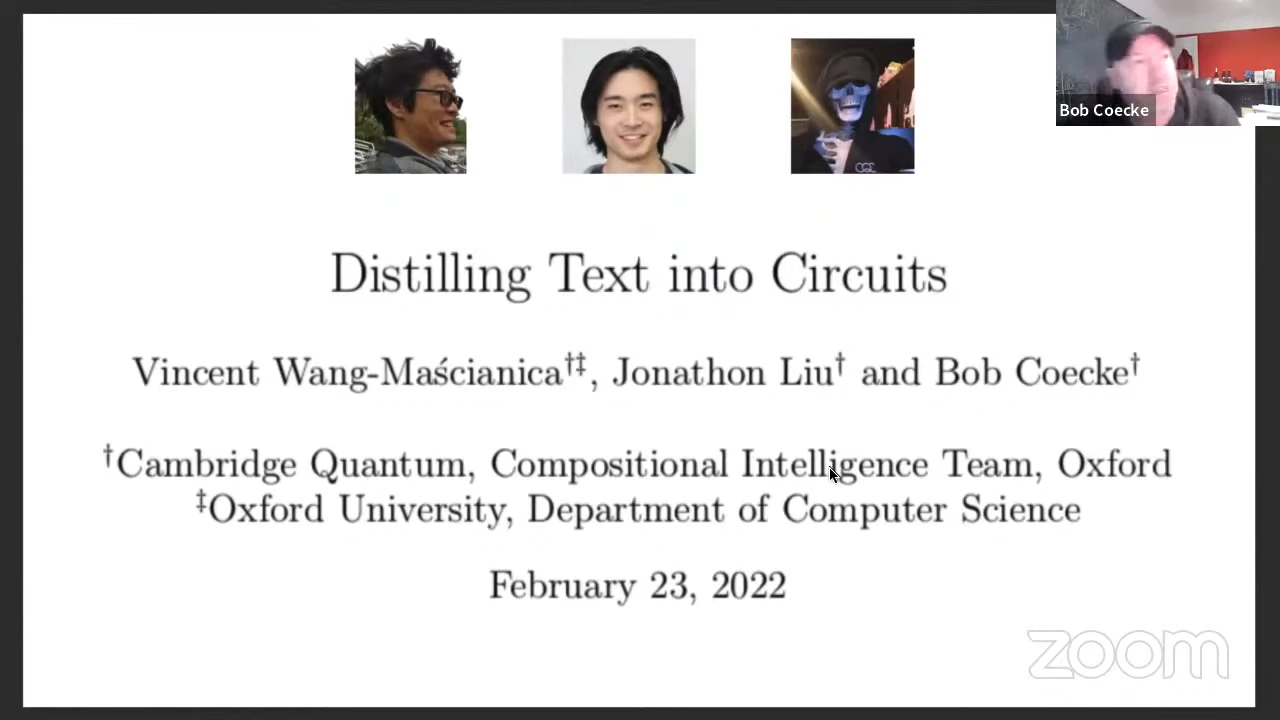 Bob Coecke
CQC
Distilling Text into Circuits
Vincent Wang-Maścianica†‡, Jonathon Liu† and Bob Coecke†
†Cambridge Quantum, Compositional Intelligence Team, Oxford
‡Oxford University, Department of Computer Science
February 23, 2022
zoom